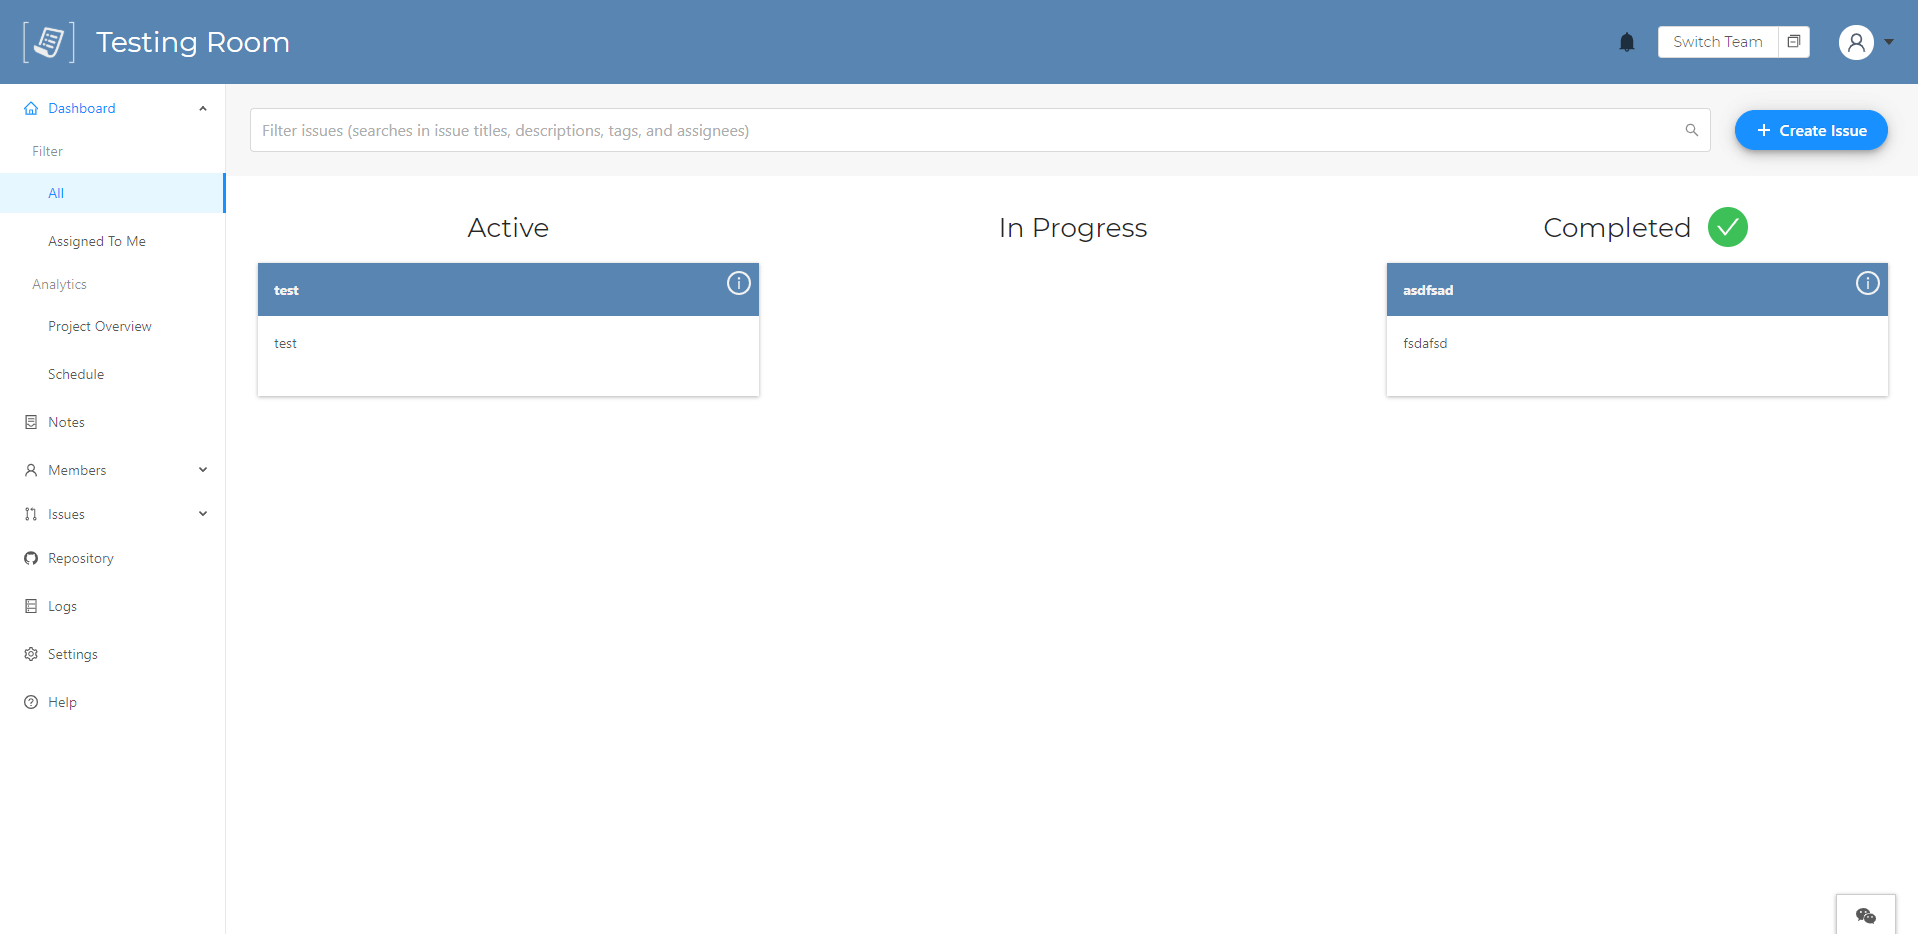 Testing Room
Switch Team
Dashboard
Filter
All
Assigned To Me
Analytics
Project Overview
Schedule
Notes
Members
Issues
Repository
Logs
Settings
Help
Filter issues (searches in issue titles, descriptions, tags, and assignees)
Create Issue
Active
test
test
In Progress
Completed
asdfsad
fsdafsd